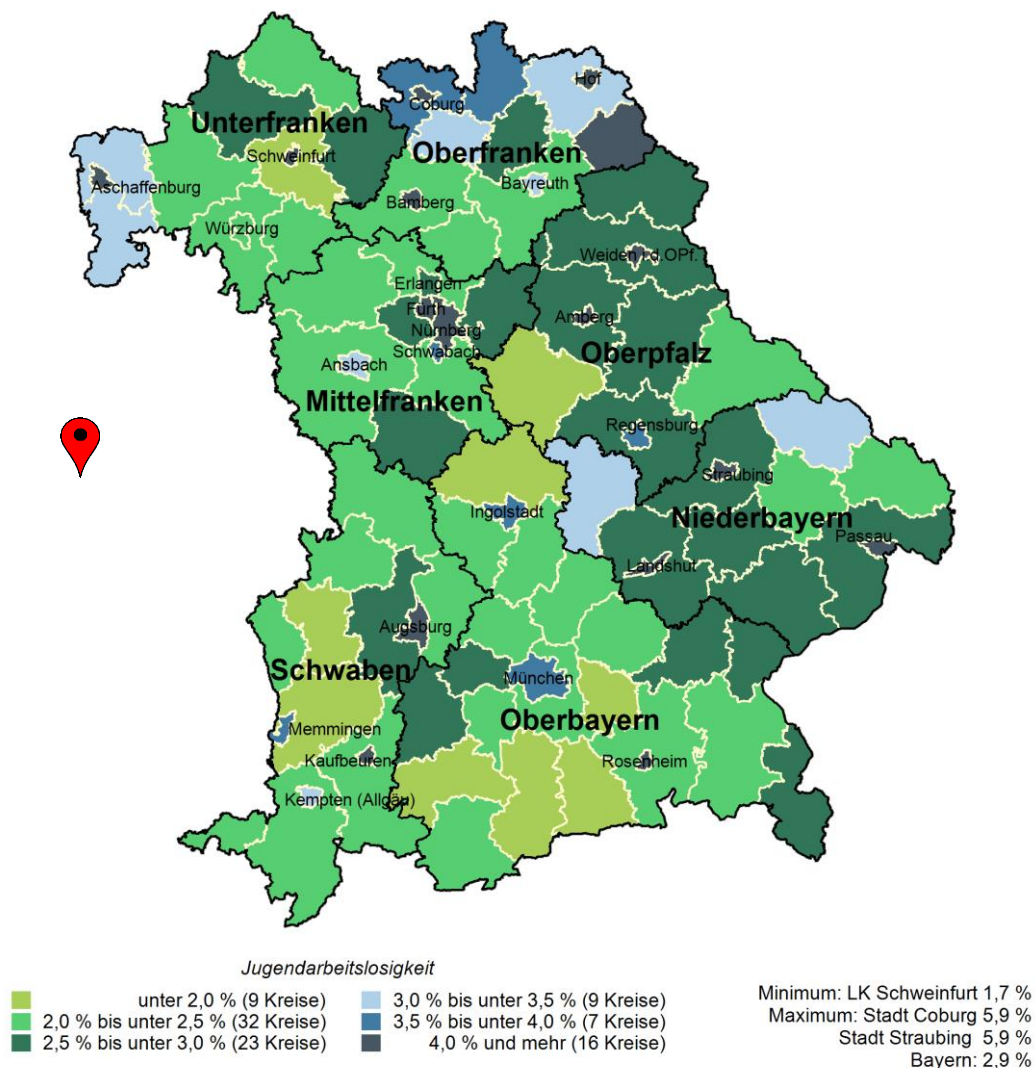 Hof
Coburg
Unterfranken
Oberfranken
Schweinfurt
Bayreuth
Aschaffenburg
Bamberg
Würzburg
Weiden i.d.OPf.
Erlangen
Fürth
Amberg
Nürnberg
Schwabach
Oberpfalz
Ansbach
Mittelfranken
Regensburg
Straubing
Ingolstadt
Niederbayern
Passau
Landshut
Augsburg
Schwaben
München
Oberbayern
Memmingen
Kaufbeuren
Rosenheim
Kempten (Allgäu)
Jugendarbeitslosigkeit
unter 2,0 % (9 Kreise)
2,0 % bis unter 2,5 % (32 Kreise)
2,5 % bis unter 3,0 % (23 Kreise)
3,0 % bis unter 3,5 % (9 Kreise)
3,5 % bis unter 4,0 % (7 Kreise)
4,0 % und mehr (16 Kreise)
Minimum: LK Schweinfurt 1,7 %
Maximum: Stadt Coburg 5,9 %
Stadt Straubing 5,9 %
Bayern: 2,9 %